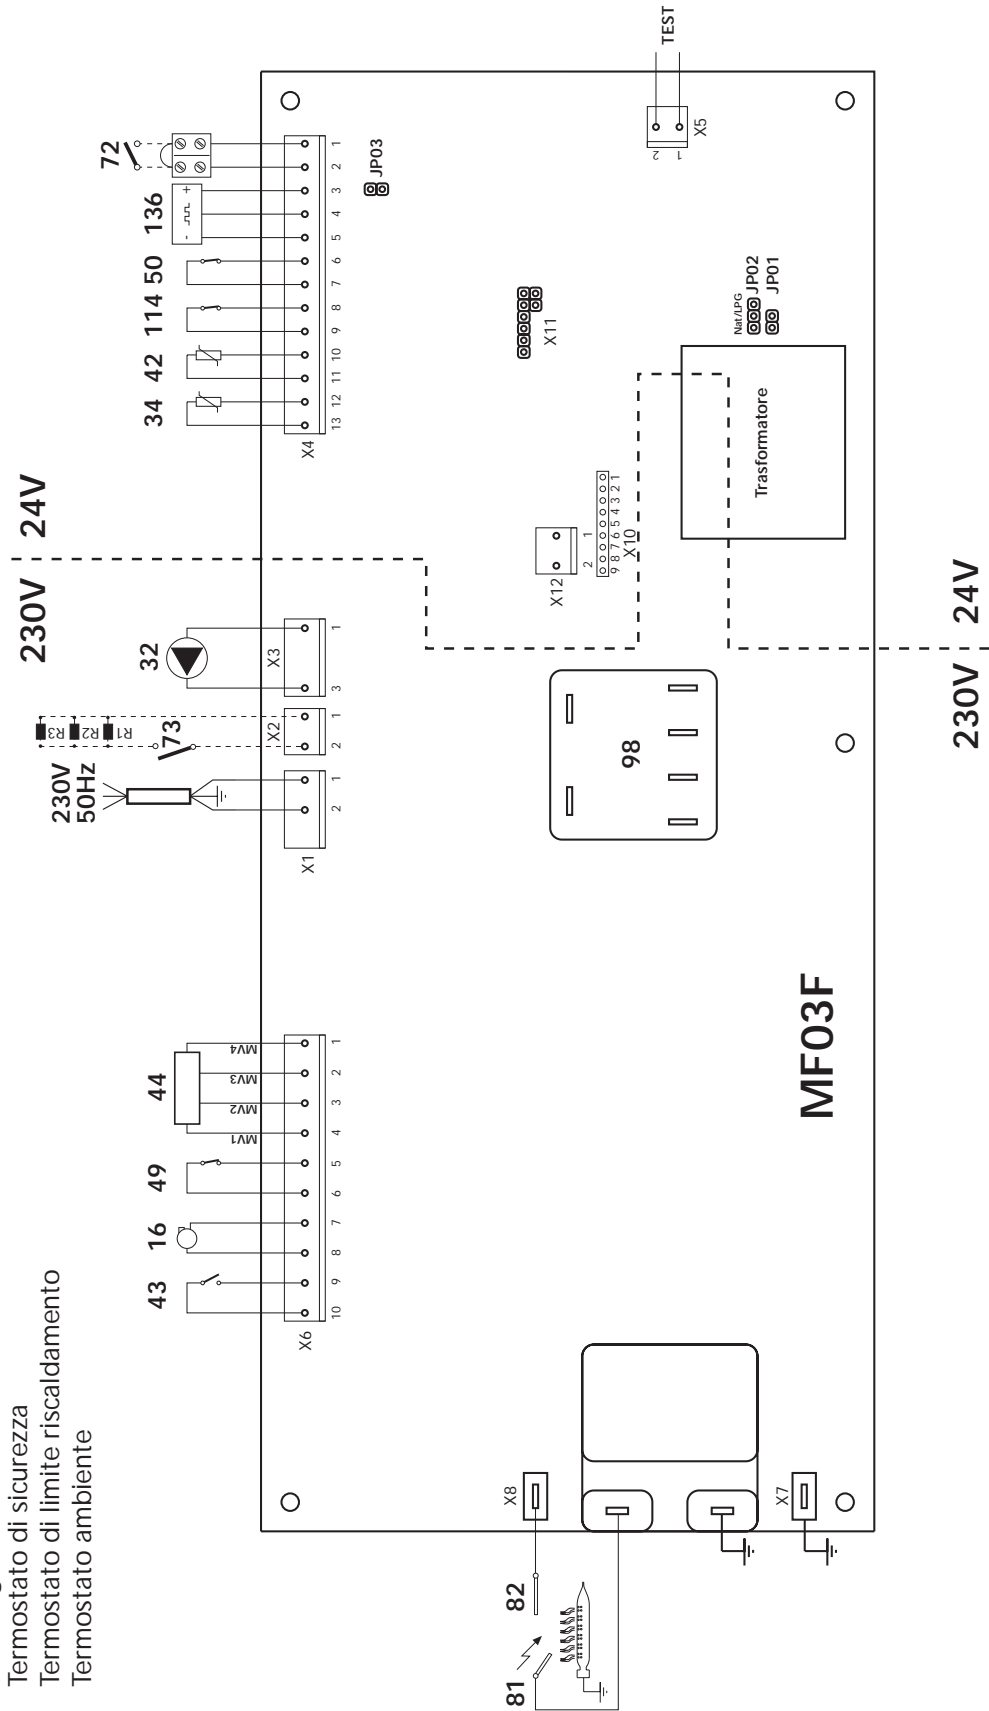 Termostato di sicurezza
Termostato di limite riscaldamento
Termostato ambiente
230V
24V
43
16
49
44
230V
50Hz
73
R1
R2
R3
32
34
42
114
50
136
72
- +
MV1
MV2
MV3
MV4
X6
10 9 8 7 6 5 4 3 2 1
X1
2 1
X2
2 1
X3
3 1
X4
13 12 11 10 9 8 7 6 5 4 3 2 1
JP03
81
82
X8
X7
98
X12
2 1
X10
9 8 7 6 5 4 3 2 1
X11
Nat/LPG
JP02
JP01
Trasformatore
X5
2
1
TEST
MF03F
230V
24V